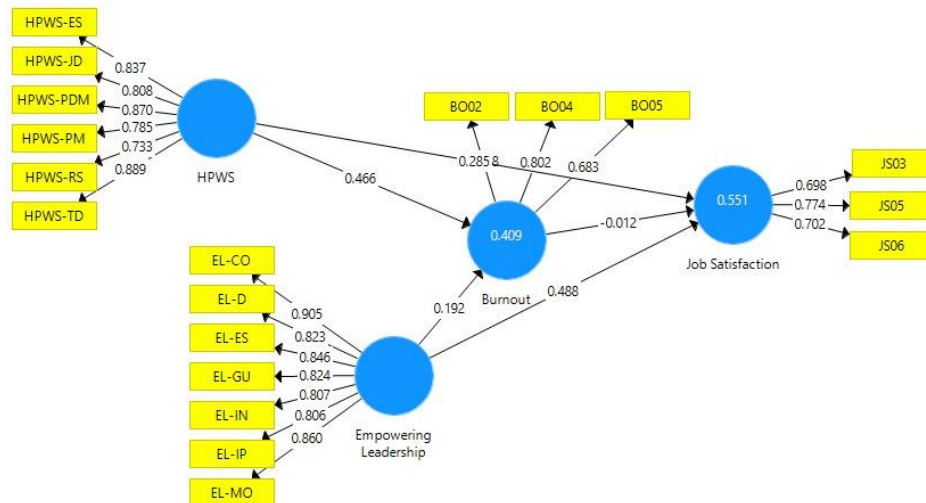 HPWS-ES
HPWS-JD
HPWS-PDM
HPWS-PM
HPWS-RS
HPWS-TD
0.837
0.808
0.870
0.785
0.733
0.889
HPWS
BO02
BO04
BO05
0.802
0.683
0.285
0.466
0.409
Burnout
-0.012
0.551
Job Satisfaction
0.698
0.774
0.702
JS03
JS05
JS06
0.192
0.488
EL-CO
EL-D
EL-ES
EL-GU
EL-IN
EL-IP
EL-MO
0.905
0.823
0.846
0.824
0.807
0.806
0.860
Empowering
Leadership